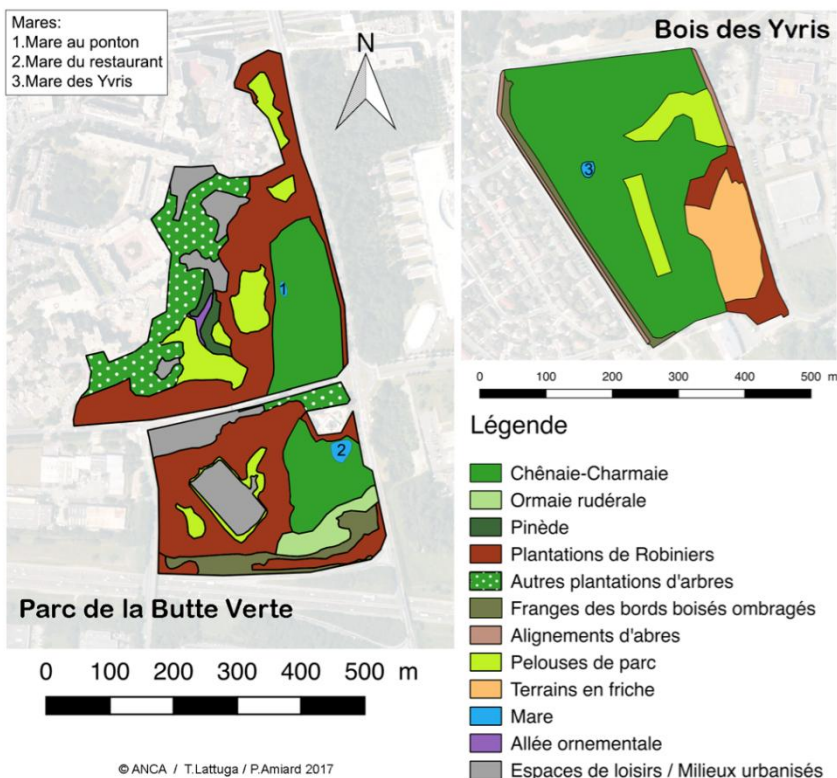 Mares:
1.Mare au ponton
2.Mare du restaurant
3.Mare des Yvris
N
Bois des Yvris
3
1
2
0 100 200 300 400 500 m
Parc de la Butte Verte
0 100 200 300 400 500 m
Légende
Chênaie-Charmaie
Ormaie rudérale
Pinède
Plantations de Robiniers
Autres plantations d'arbres
Franges des bords boisés ombragés
Alignements d'abres
Pelouses de parc
Terrains en friche
Mare
Allée ornementale
Espaces de loisirs / Milieux urbanisés
© ANCA / T.Lattuga / P.Amiard 2017